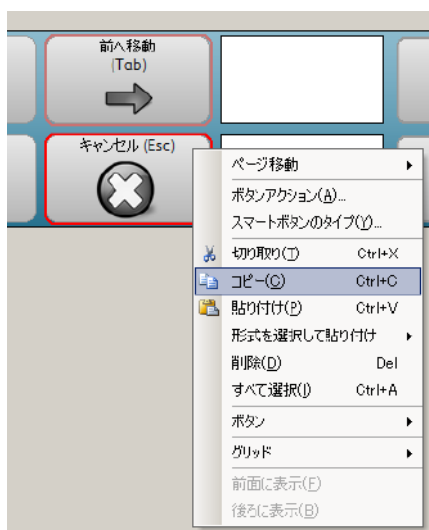 前へ移動
(Tab)
キャンセル (Esc)
ページ移動
ボタンアクション(A)...
スマートボタンのタイプ(Y)...
切り取り(T) Ctrl+X
コピー(C) Ctrl+C
貼り付け(P) Ctrl+V
形式を選択して貼り付け
削除(D) Del
すべて選択(I) Ctrl+A
ボタン
グリッド
前面に表示(F)
後ろに表示(B)